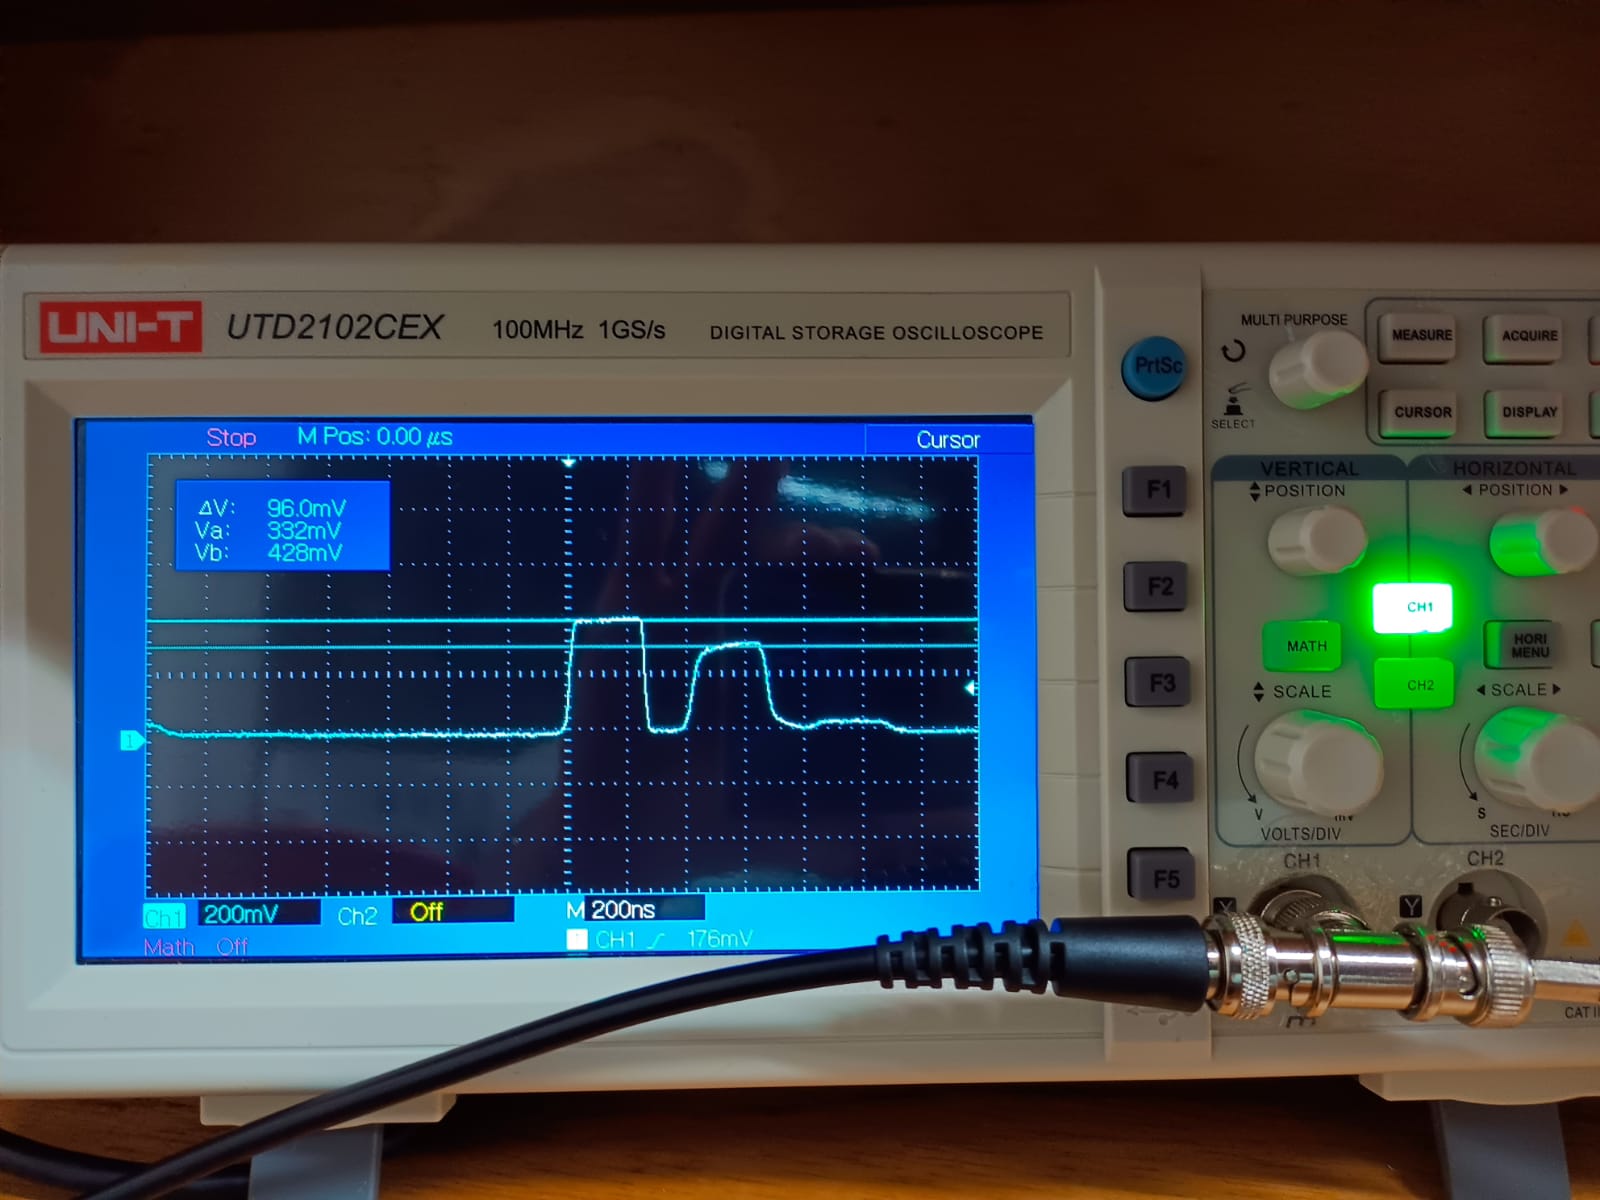 UNI-T UTD2102CEX 100MHz 1GS/s DIGITAL STORAGE OSCILLOSCOPE
Stop M Pos: 0.00 µs Cursor
ΔV: 96.0mV
Va: 332mV
Vb: 428mV
1
Ch1 200mV Ch2 Off M 200ns
Math Off CH1 176mV
PrtSc
F1
F2
F3
F4
F5
MULTI PURPOSE
SELECT
MEASURE ACQUIRE
CURSOR DISPLAY
VERTICAL HORIZONTAL
POSITION POSITION
CH1
MATH HORI MENU
CH2
SCALE SCALE
V mV S
VOLTS/DIV SEC/DIV
CH1 CH2
X Y
CAT